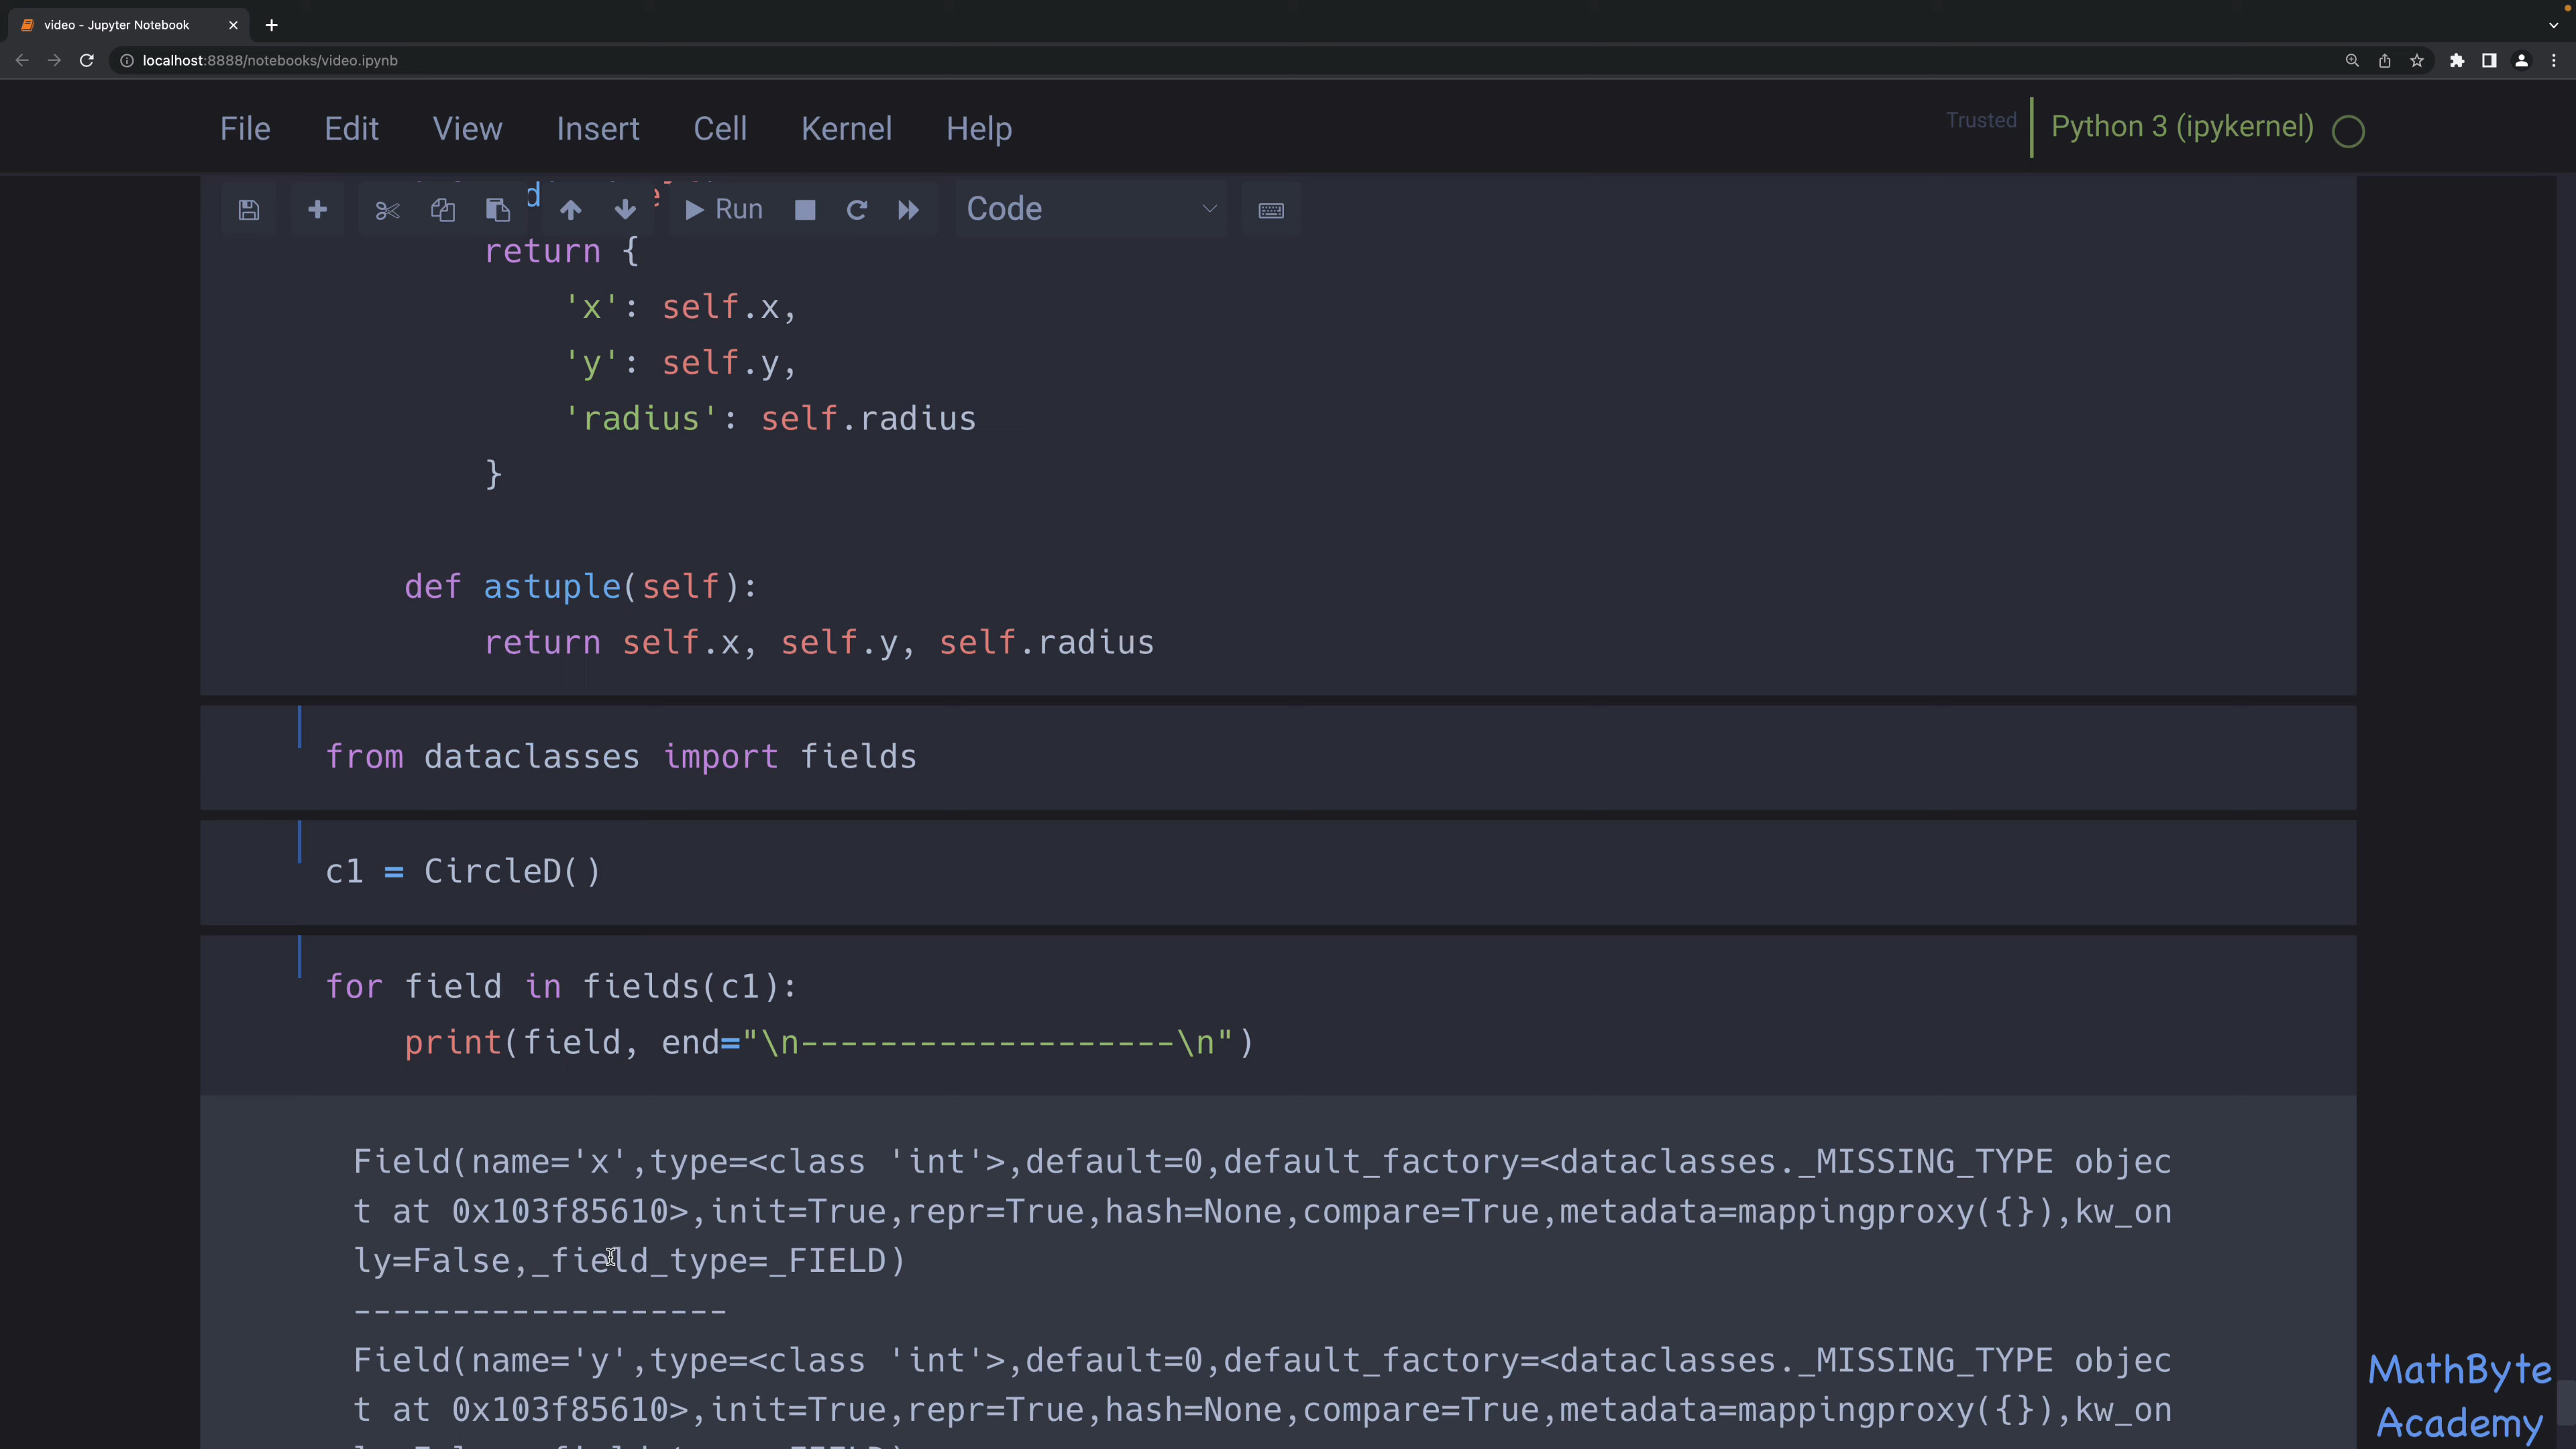 video - Jupyter Notebook
localhost:8888/notebooks/video.ipynb
File Edit View Insert Cell Kernel Help
Trusted
Python 3 (ipykernel)
Run
Code
return {
'x': self.x,
'y': self.y,
'radius': self.radius
}
def astuple(self):
return self.x, self.y, self.radius
from dataclasses import fields
c1 = CircleD()
for field in fields(c1):
print(field, end="\n-------------------\n")
Field(name='x',type=<class 'int'>,default=0,default_factory=<dataclasses._MISSING_TYPE objec
t at 0x103f85610>,init=True,repr=True,hash=None,compare=True,metadata=mappingproxy({}),kw_on
ly=False,_field_type=_FIELD)
-------------------
Field(name='y',type=<class 'int'>,default=0,default_factory=<dataclasses._MISSING_TYPE objec
t at 0x103f85610>,init=True,repr=True,hash=None,compare=True,metadata=mappingproxy({}),kw_on
MathByte
Academy